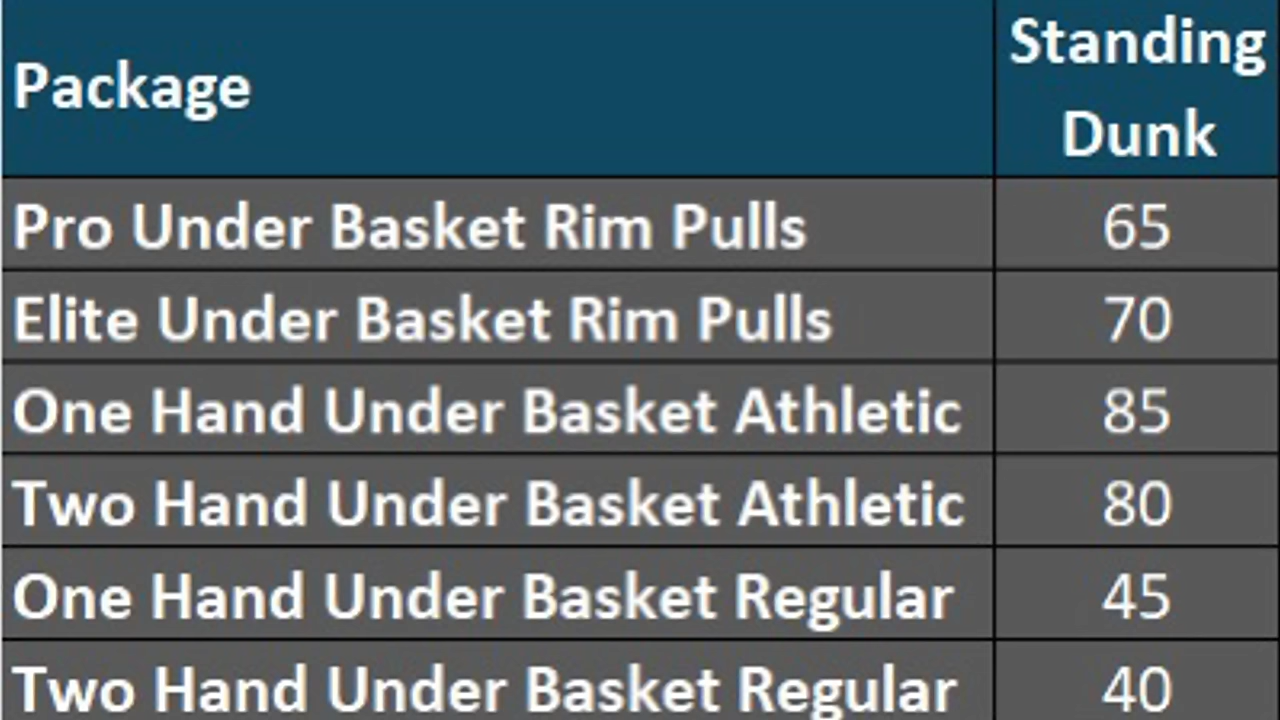 Package Standing Dunk
Pro Under Basket Rim Pulls 65
Elite Under Basket Rim Pulls 70
One Hand Under Basket Athletic 85
Two Hand Under Basket Athletic 80
One Hand Under Basket Regular 45
Two Hand Under Basket Regular 40